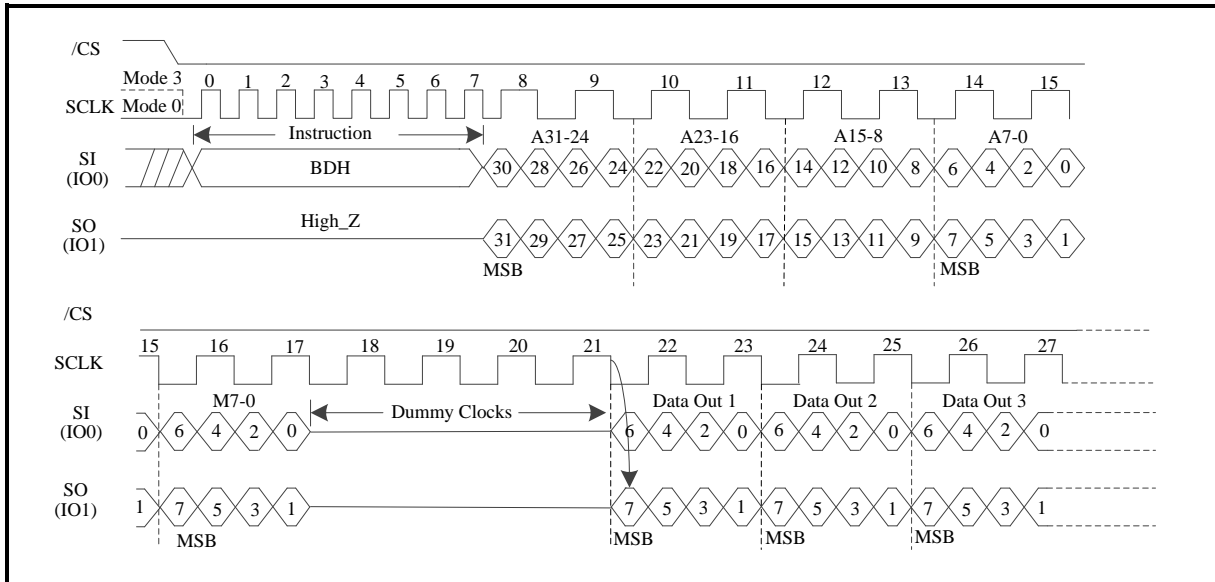 /CS
Mode 3 0 1 2 3 4 5 6 7 8 9 10 11 12 13 14 15
SCLK Mode 0
Instruction A31-24 A23-16 A15-8 A7-0
SI
(IO0) BDH 30 28 26 24 22 20 18 16 14 12 10 8 6 4 2 0
High_Z
SO
(IO1) 31 29 27 25 23 21 19 17 15 13 11 9 7 5 3 1
MSB MSB
/CS
15 16 17 18 19 20 21 22 23 24 25 26 27
SCLK
M7-0 Dummy Clocks Data Out 1 Data Out 2 Data Out 3
SI
(IO0) 0 6 4 2 0 6 4 2 0 6 4 2 0 6 4 2 0
SO
(IO1) 1 7 5 3 1 7 5 3 1 7 5 3 1 7 5 3 1
MSB MSB MSB MSB